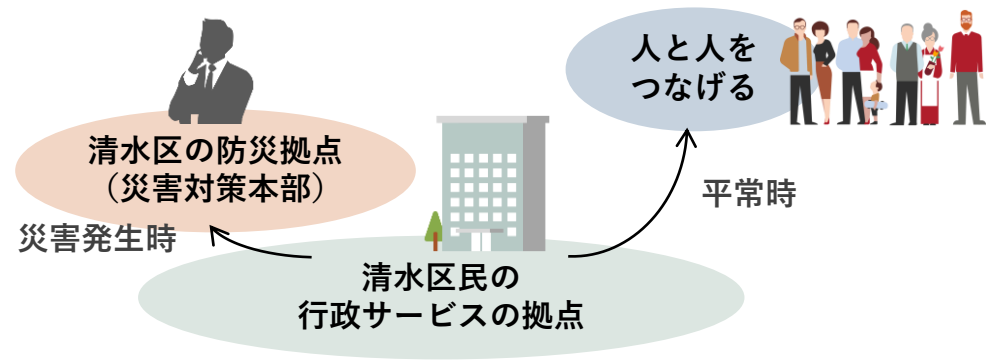 人と人を
つなげる
清水区の防災拠点
（災害対策本部）
平常時
災害発生時
清水区民の
行政サービスの拠点